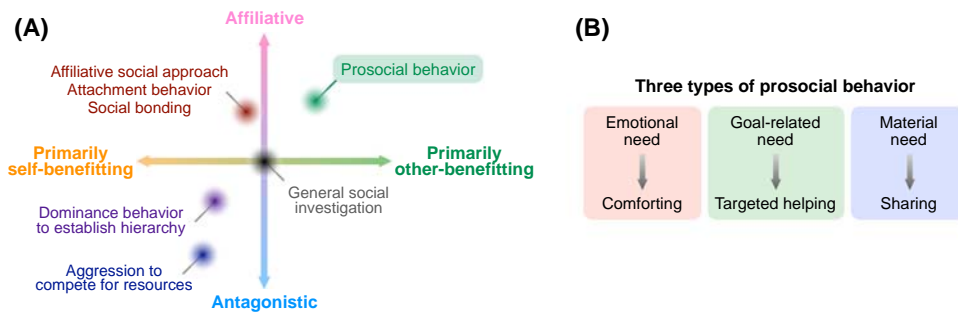 (A)
Affiliative
Affiliative social approach
Attachment behavior
Social bonding
Prosocial behavior
Primarily
self-benefitting
Primarily
other-benefitting
General social
investigation
Dominance behavior
to establish hierarchy
Aggression to
compete for resources
Antagonistic
(B)
Three types of prosocial behavior
Emotional
need
Comforting
Goal-related
need
Targeted helping
Material
need
Sharing